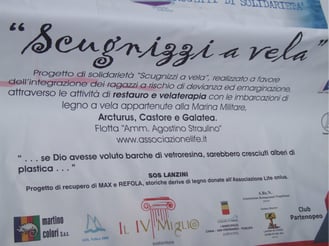 SOLIDARIETA'
“Scugnizzi a vela”
Progetto di solidarietà "Scugnizzi a vela", realizzato a favore
dell'integrazione dei ragazzi a rischio di devianza ed emarginazione,
attraverso le attività di restauro e velaterapia con le imbarcazioni di
legno a vela appartenute alla Marina Militare,
Arcturus, Castore e Galatea.
Flotta "Amm. Agostino Straulino"
www.associazionelife.it
" . . . se Dio avesse voluto barche di vetroresina, sarebbero cresciuti alberi di
plastica . . . "
SOS LANZINI
Progetto di recupero di MAX e REFOLA, storiche derive di legno donate all'Associazione Life onlus.
martino
colori s.a.s.
Il IV Miglio
Club
Partenopeo